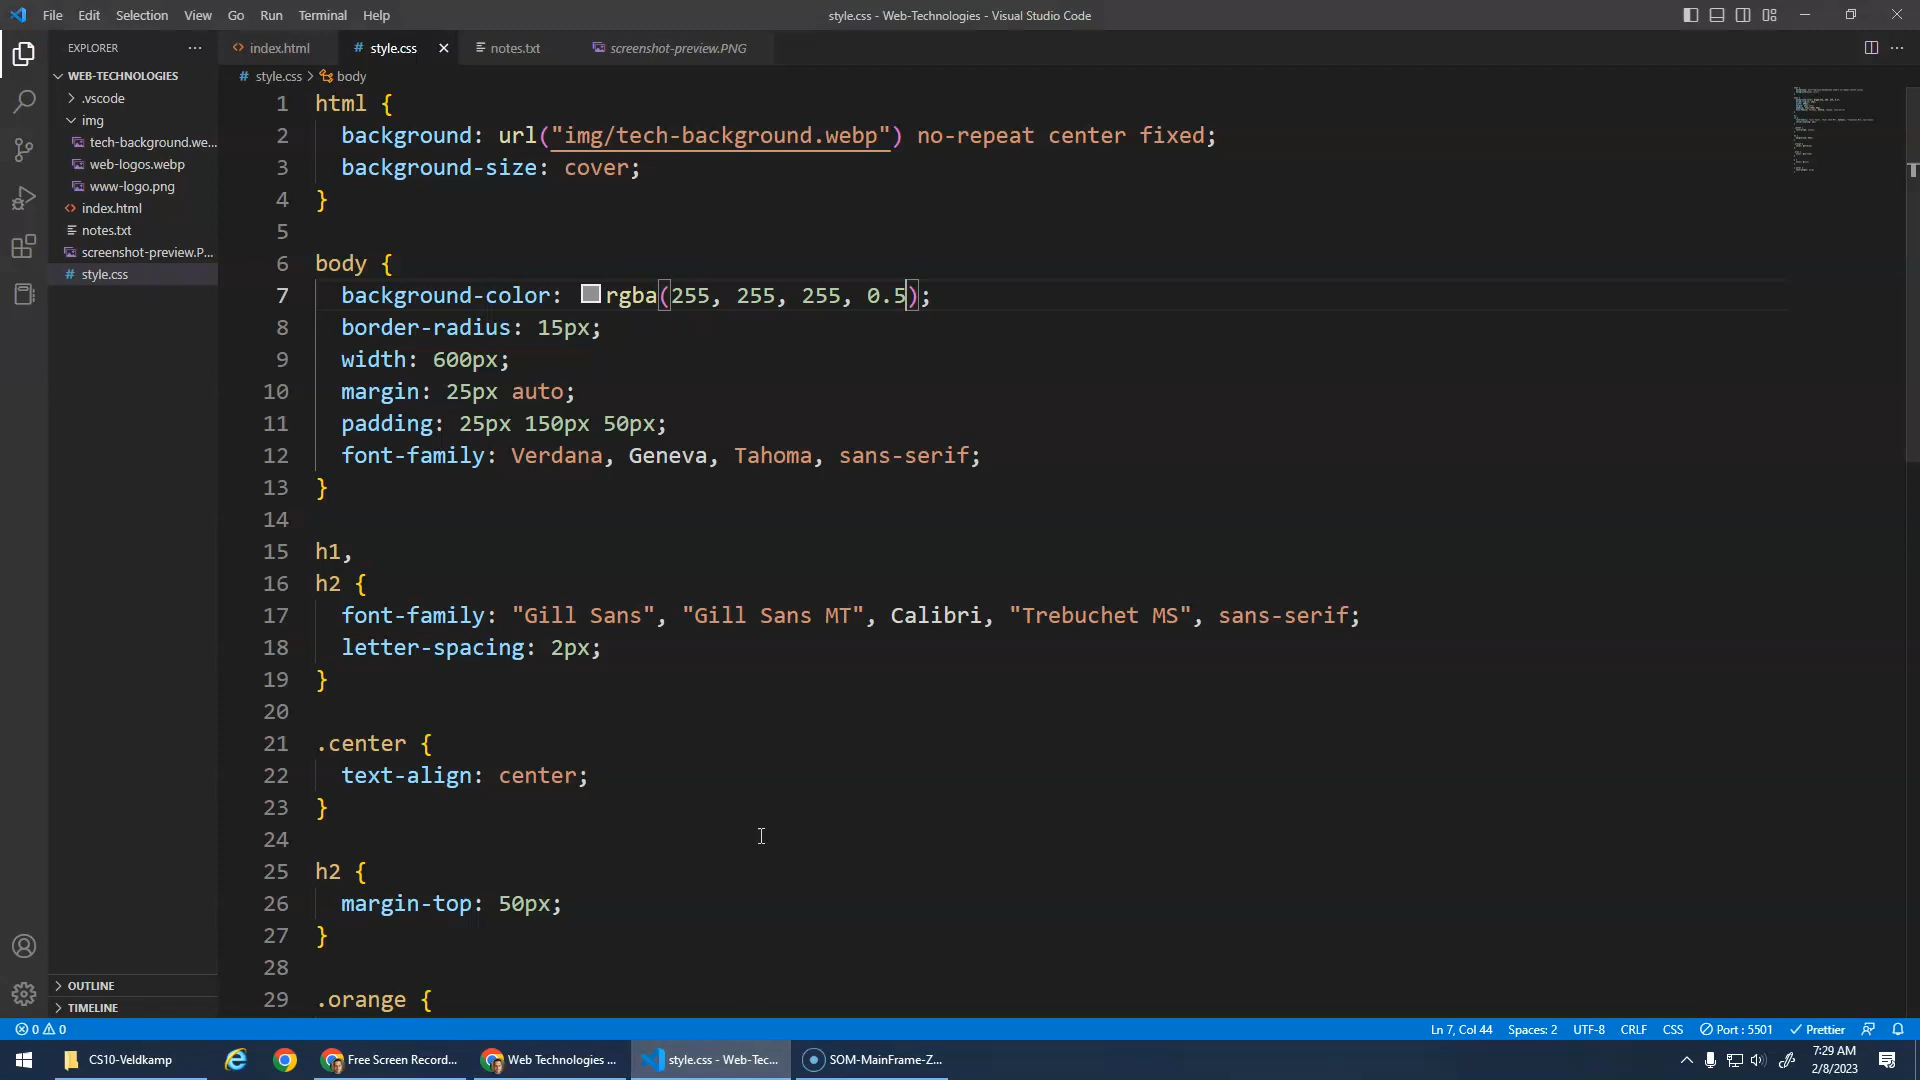 File Edit Selection View Go Run Terminal Help
style.css - Web-Technologies - Visual Studio Code
EXPLORER
index.html
style.css
notes.txt
screenshot-preview.PNG
WEB-TECHNOLOGIES
.vscode
img
tech-background.we...
web-logos.webp
www-logo.png
index.html
notes.txt
screenshot-preview.P...
style.css
OUTLINE
TIMELINE
style.css > body
1 html {
2 background: url("img/tech-background.webp") no-repeat center fixed;
3 background-size: cover;
4 }
5
6 body {
7 background-color: rgba(255, 255, 255, 0.5);
8 border-radius: 15px;
9 width: 600px;
10 margin: 25px auto;
11 padding: 25px 150px 50px;
12 font-family: Verdana, Geneva, Tahoma, sans-serif;
13 }
14
15 h1,
16 h2 {
17 font-family: "Gill Sans", "Gill Sans MT", Calibri, "Trebuchet MS", sans-serif;
18 letter-spacing: 2px;
19 }
20
21 .center {
22 text-align: center;
23 }
24
25 h2 {
26 margin-top: 50px;
27 }
28
29 .orange {
0 0
Ln 7, Col 44 Spaces: 2 UTF-8 CRLF CSS Port : 5501 Prettier
CS10-Veldkamp
Free Screen Record...
Web Technologies ...
style.css - Web-Tec...
SOM-MainFrame-Z...
7:29 AM
2/8/2023